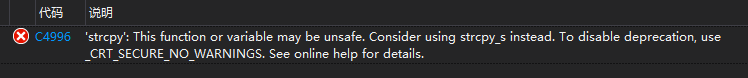 代码 说明
C4996 'strcpy': This function or variable may be unsafe. Consider using strcpy_s instead. To disable deprecation, use
_CRT_SECURE_NO_WARNINGS. See online help for details.